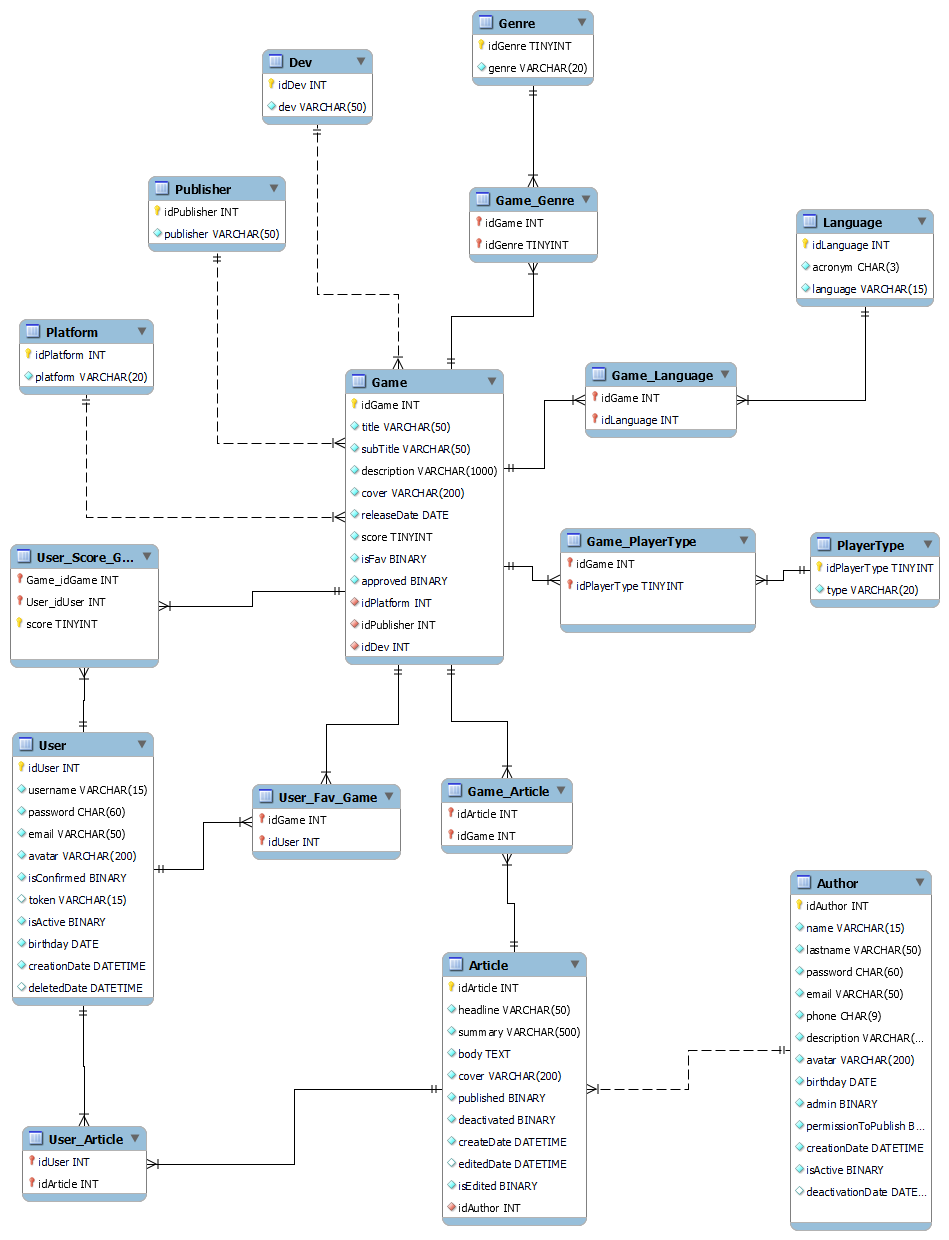 Genre
idGenre TINYINT
genre VARCHAR(20)
Dev
idDev INT
dev VARCHAR(50)
Publisher
idPublisher INT
publisher VARCHAR(50)
Game_Genre
idGame INT
idGenre TINYINT
Language
idLanguage INT
acronym CHAR(3)
language VARCHAR(15)
Platform
idPlatform INT
platform VARCHAR(20)
Game
idGame INT
title VARCHAR(50)
subTitle VARCHAR(50)
description VARCHAR(1000)
cover VARCHAR(200)
releaseDate DATE
score TINYINT
isFav BINARY
approved BINARY
idPlatform INT
idPublisher INT
idDev INT
Game_Language
idGame INT
idLanguage INT
Game_PlayerType
idGame INT
idPlayerType TINYINT
PlayerType
idPlayerType TINYINT
type VARCHAR(20)
User_Score_G...
Game_idGame INT
User_idUser INT
score TINYINT
User
idUser INT
username VARCHAR(15)
password CHAR(60)
email VARCHAR(50)
avatar VARCHAR(200)
isConfirmed BINARY
token VARCHAR(15)
isActive BINARY
birthday DATE
creationDate DATETIME
deletedDate DATETIME
User_Fav_Game
idGame INT
idUser INT
Game_Article
idArticle INT
idGame INT
Article
idArticle INT
headline VARCHAR(50)
summary VARCHAR(500)
body TEXT
cover VARCHAR(200)
published BINARY
deactivated BINARY
createDate DATETIME
editedDate DATETIME
isEdited BINARY
idAuthor INT
Author
idAuthor INT
name VARCHAR(15)
lastname VARCHAR(50)
password CHAR(60)
email VARCHAR(50)
phone CHAR(9)
description VARCHAR(...
avatar VARCHAR(200)
birthday DATE
admin BINARY
permissionToPublish B...
creationDate DATETIME
isActive BINARY
deactivationDate DATE...
User_Article
idUser INT
idArticle INT